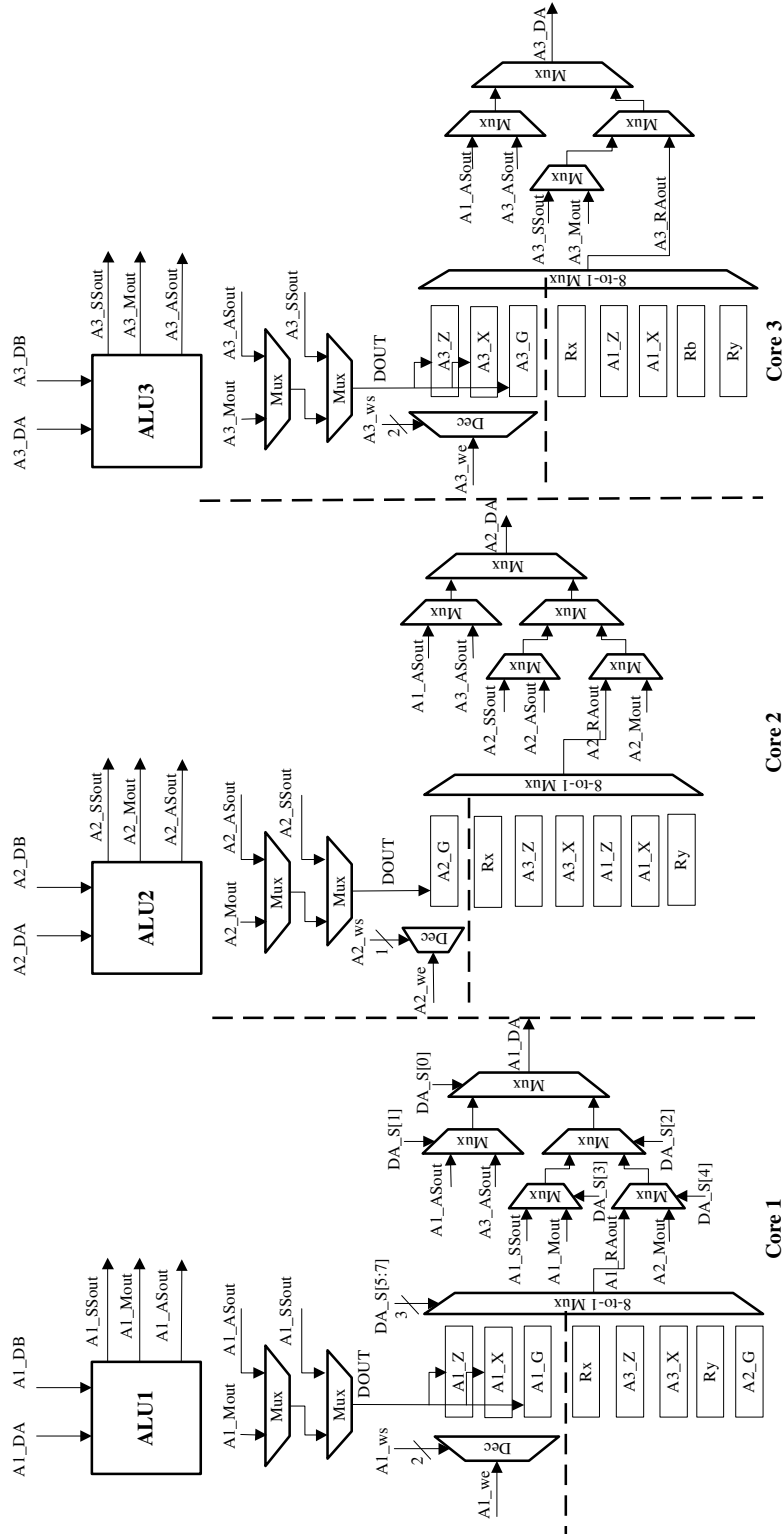 A1_DA
A1_DB
ALU1
A1_SSout
A1_Mout
A1_ASout
A1_Mout
A1_ASout
Mux
A1_SSout
Mux
DOUT
A1_ws
2
A1_we
Dec
A1_Z
A1_X
A1_G
Rx
A3_Z
A3_X
Ry
A2_G
DA_S[5:7]
3
8-to-1 Mux
A1_RAout
A1_SSout
A1_Mout
Mux
DA_S[3]
A2_Mout
Mux
DA_S[4]
A1_ASout
A3_ASout
DA_S[1]
Mux
Mux
DA_S[2]
DA_S[0]
Mux
A1_DA
Core 1
A2_DA
A2_DB
ALU2
A2_SSout
A2_Mout
A2_ASout
A2_Mout
A2_ASout
Mux
A2_SSout
Mux
DOUT
A2_ws
1
A2_we
Dec
A2_G
Rx
A3_Z
A3_X
A1_Z
A1_X
Ry
8-to-1 Mux
A2_RAout
A2_SSout
A2_ASout
Mux
A2_Mout
Mux
A1_ASout
A3_ASout
Mux
Mux
Mux
A2_DA
Core 2
A3_DA
A3_DB
ALU3
A3_SSout
A3_Mout
A3_ASout
A3_Mout
A3_ASout
Mux
A3_SSout
Mux
DOUT
A3_ws
2
A3_we
Dec
A3_Z
A3_X
A3_G
Rx
A1_Z
A1_X
Rb
Ry
8-to-1 Mux
A3_RAout
A3_SSout
A3_Mout
Mux
A1_ASout
A3_ASout
Mux
Mux
Mux
A3_DA
Core 3